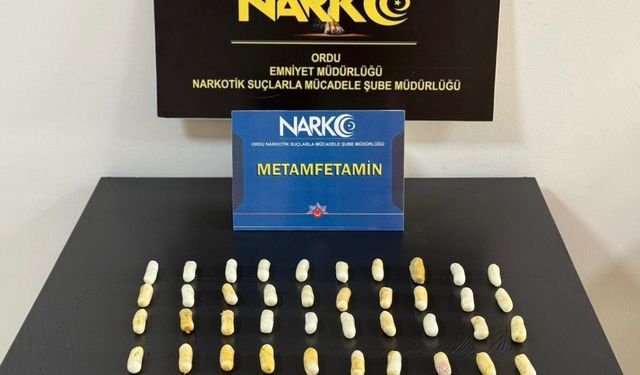 NARKO
ORDU
EMNİYET MÜDÜRLÜĞÜ
NARKOTİK SUÇLARLA MÜCADELE ŞUBE MÜDÜRLÜĞÜ
NARKO
ORDU NARKOTİK SUÇLARLA MÜCADELE ŞUBE MÜDÜRLÜĞÜ
METAMFETAMİN